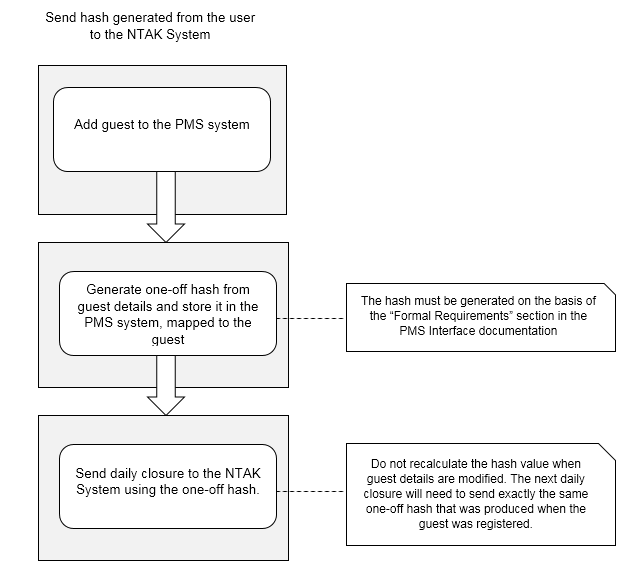 Send hash generated from the user
to the NTAK System
Add guest to the PMS system
Generate one-off hash from
guest details and store it in the
PMS system, mapped to the
guest
The hash must be generated on the basis of
the “Formal Requirements” section in the
PMS Interface documentation
Send daily closure to the NTAK
System using the one-off hash.
Do not recalculate the hash value when
guest details are modified. The next daily
closure will need to send exactly the same
one-off hash that was produced when the
guest was registered.